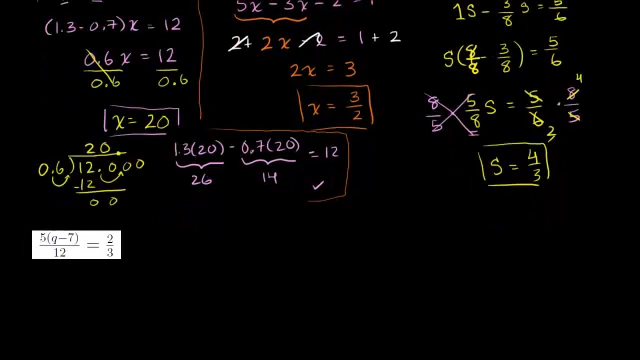 (1.3-0.7)x = 12
0.6x = 12
0.6 0.6
x = 20
20.
0.6)12.000
-12
00
5x - 3x - 2 = 1
2+ 2x - 2 = 1 + 2
2x = 3
x = 3/2
1.3(20) - 0.7(20) = 12
26 14 ✓
1S - 3/8 S = 5/6
S(8/8 - 3/8) = 5/6
8/5 5/8 S = 5/6 · 8/5
4
3
S = 4/3
5(q-7)/12 = 2/3